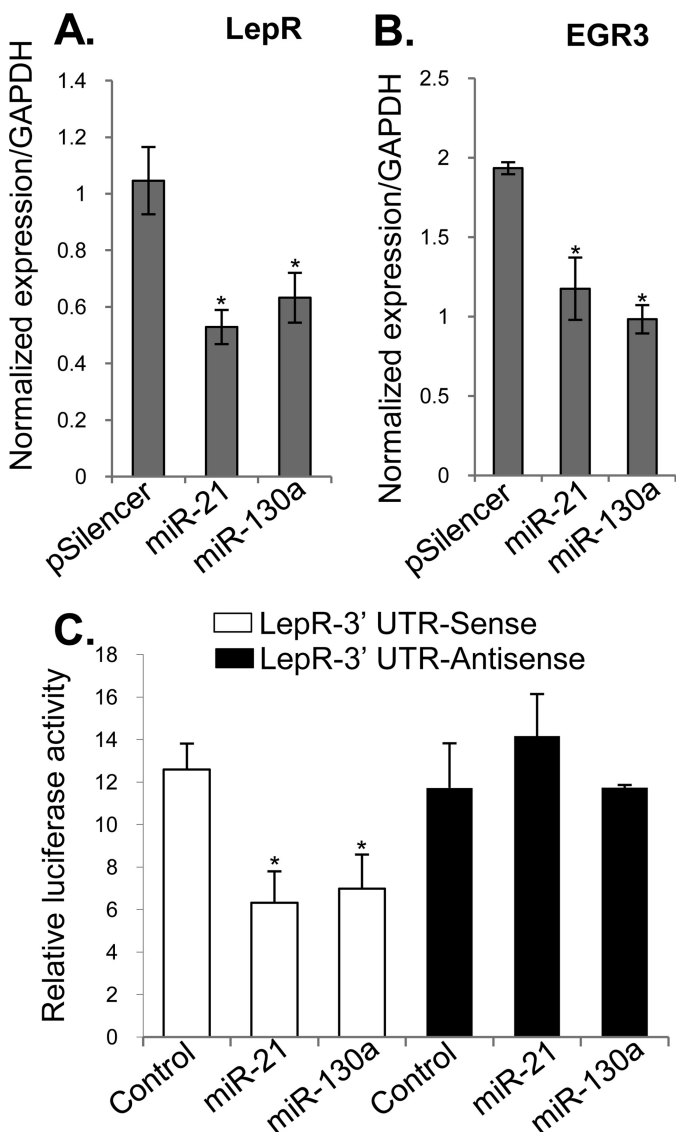 A.
LepR
Normalized expression/GAPDH
1.4
1.2
1
0.8
0.6
0.4
0.2
0
*
*
pSilencer
miR-21
miR-130a
B.
EGR3
Normalized expression/GAPDH
2.5
2
1.5
1
0.5
0
*
*
pSilencer
miR-21
miR-130a
C.
LepR-3’ UTR-Sense
LepR-3’ UTR-Antisense
Relative luciferase activity
18
16
14
12
10
8
6
4
2
0
*
*
Control
miR-21
miR-130a
Control
miR-21
miR-130a